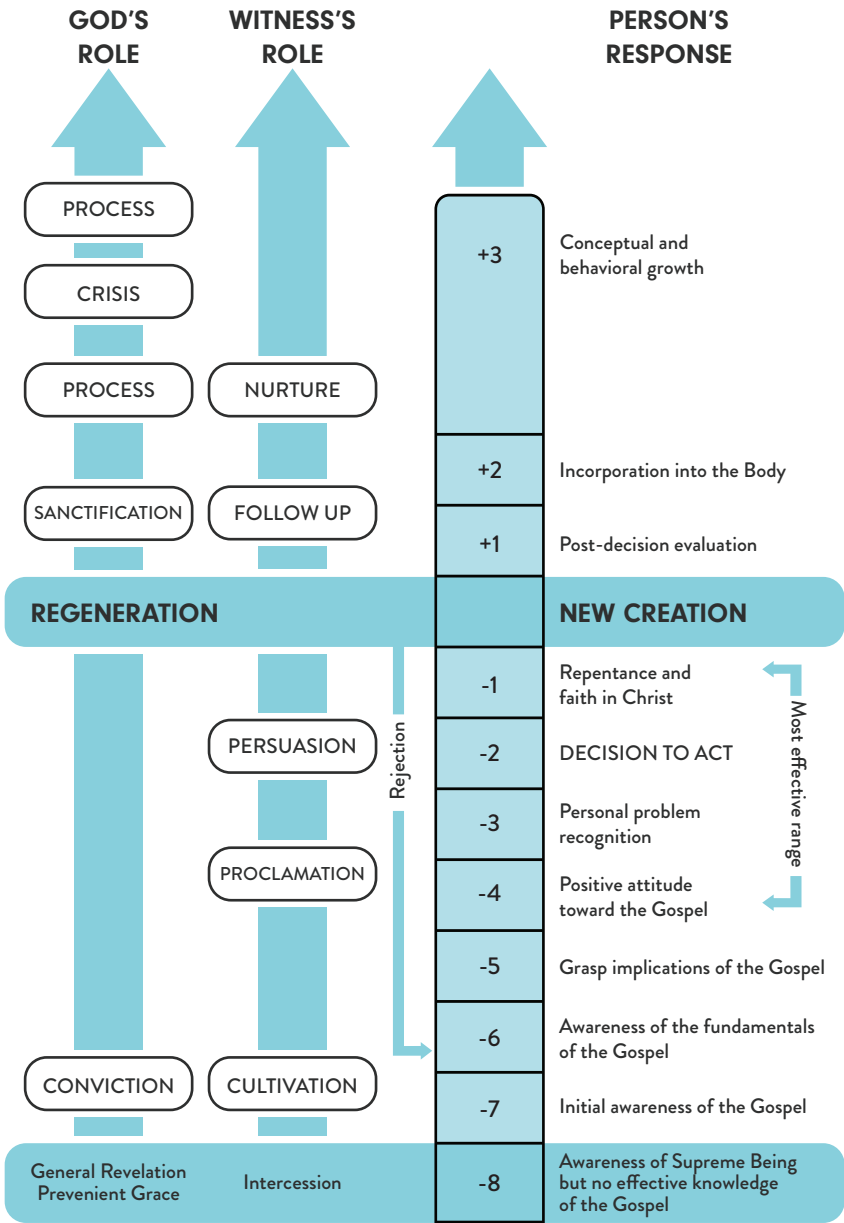 GOD'S
ROLE
WITNESS'S
ROLE
PERSON'S
RESPONSE
PROCESS
CRISIS
PROCESS
NURTURE
SANCTIFICATION
FOLLOW UP
+3
Conceptual and
behavioral growth
+2
Incorporation into the Body
+1
Post-decision evaluation
REGENERATION
NEW CREATION
-1
Repentance and
faith in Christ
PERSUASION
Rejection
-2
DECISION TO ACT
Most effective range
-3
Personal problem
recognition
PROCLAMATION
-4
Positive attitude
toward the Gospel
-5
Grasp implications of the Gospel
-6
Awareness of the fundamentals
of the Gospel
CONVICTION
CULTIVATION
-7
Initial awareness of the Gospel
General Revelation
Prevenient Grace
Intercession
-8
Awareness of Supreme Being
but no effective knowledge
of the Gospel